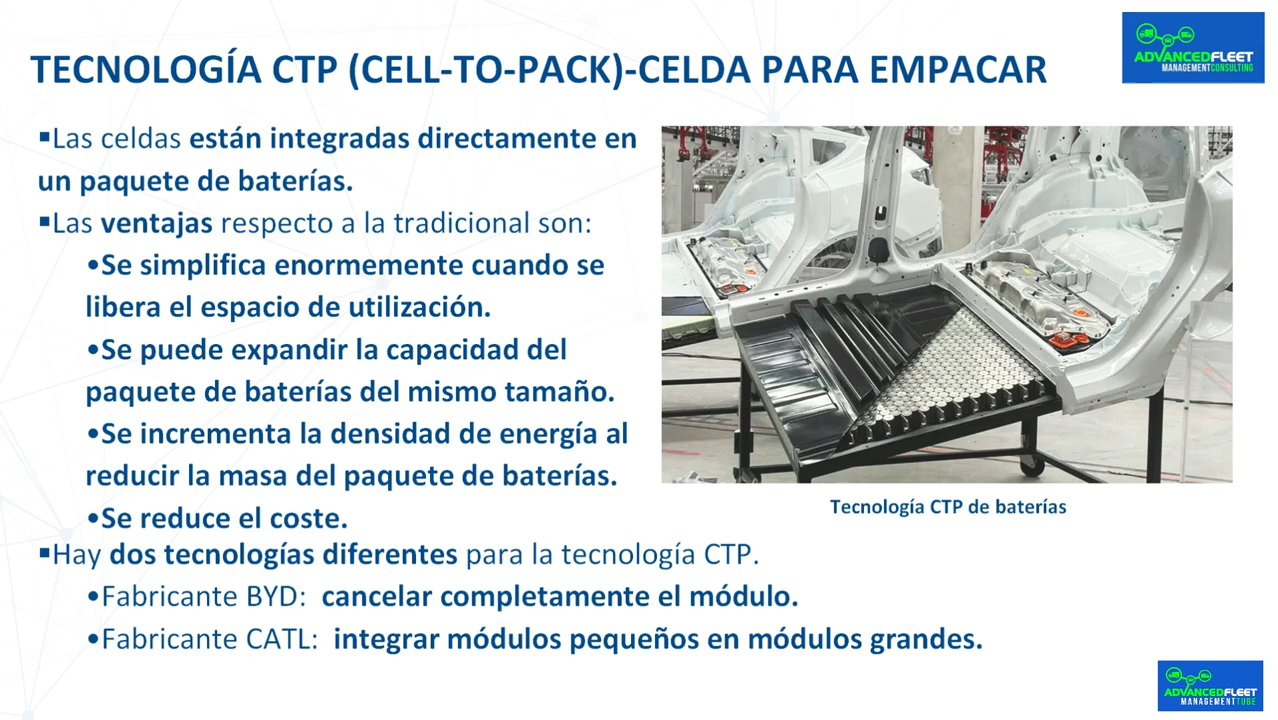 TECNOLOGÍA CTP (CELL-TO-PACK)-CELDA PARA EMPACAR
ADVANCEDFLEET
MANAGEMENTCONSULTING
▪Las celdas están integradas directamente en
un paquete de baterías.
▪Las ventajas respecto a la tradicional son:
•Se simplifica enormemente cuando se
libera el espacio de utilización.
•Se puede expandir la capacidad del
paquete de baterías del mismo tamaño.
•Se incrementa la densidad de energía al
reducir la masa del paquete de baterías.
•Se reduce el coste.
Tecnología CTP de baterías
▪Hay dos tecnologías diferentes para la tecnología CTP.
•Fabricante BYD: cancelar completamente el módulo.
•Fabricante CATL: integrar módulos pequeños en módulos grandes.
ADVANCEDFLEET
MANAGEMENTTUBE